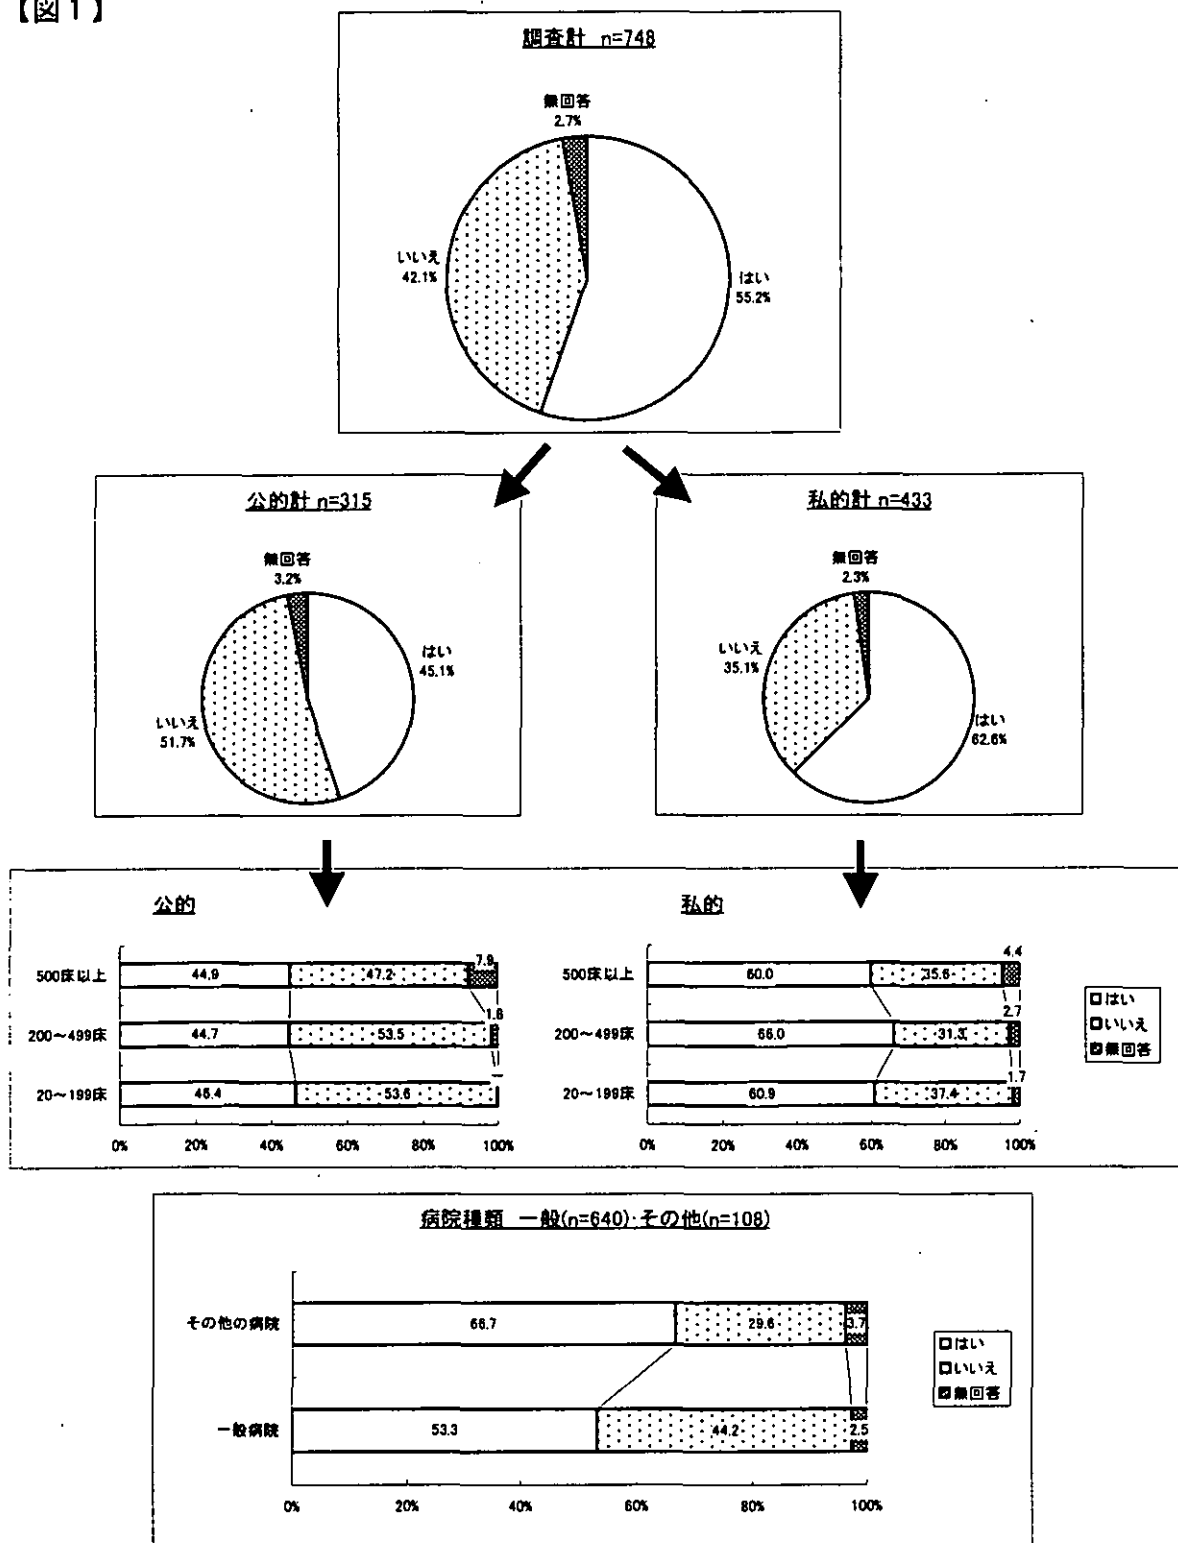 【図1】
調査計 n=748
無回答
2.7%
いいえ
42.1%
はい
55.2%
公的計 n=315
無回答
3.2%
はい
45.1%
いいえ
51.7%
私的計 n=433
無回答
2.3%
いいえ
35.1%
はい
62.6%
公的
500床以上 44.9 47.2 7.9
200～499床 44.7 53.5 1.8
20～199床 46.4 53.6
0% 20% 40% 60% 80% 100%
私的
500床以上 60.0 35.6 4.4
200～499床 66.0 31.3 2.7
20～199床 60.9 37.4 1.7
0% 20% 40% 60% 80% 100%
はい
いいえ
無回答
病院種類 一般(n=640)・その他(n=108)
その他の病院 66.7 29.6 3.7
一般病院 53.3 44.2 2.5
0% 20% 40% 60% 80% 100%
はい
いいえ
無回答